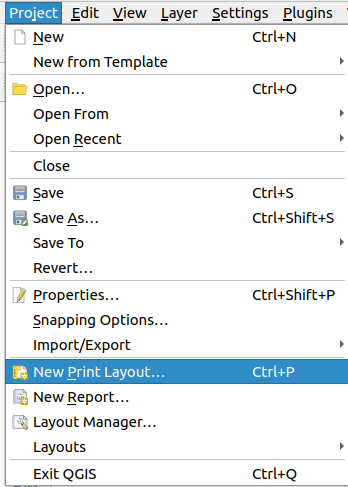 Project Edit View Layer Settings Plugins
New Ctrl+N
New from Template
Open... Ctrl+O
Open From
Open Recent
Close
Save Ctrl+S
Save As... Ctrl+Shift+S
Save To
Revert...
Properties... Ctrl+Shift+P
Snapping Options...
Import/Export
New Print Layout... Ctrl+P
New Report...
Layout Manager...
Layouts
Exit QGIS Ctrl+Q